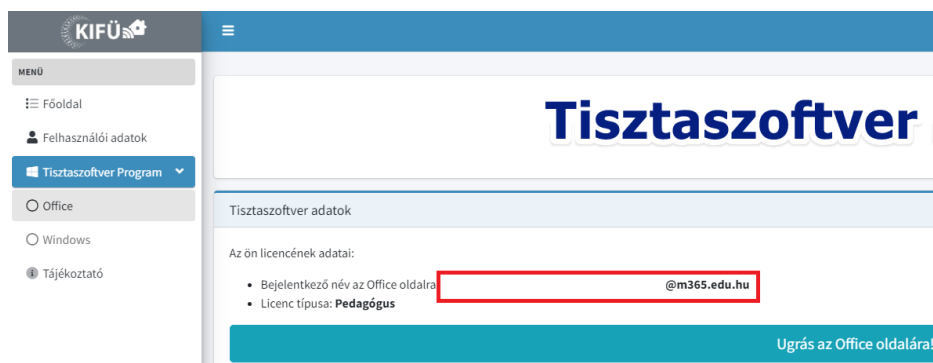 KIFÜ
MENÜ
Főoldal
Felhasználói adatok
Tisztaszoftver Program
Office
Windows
Tájékoztató
Tisztaszoftver
Tisztaszoftver adatok
Az ön licencének adatai:
Bejelentkező név az Office oldalra @m365.edu.hu
Licenc típusa: Pedagógus
Ugrás az Office oldalára!